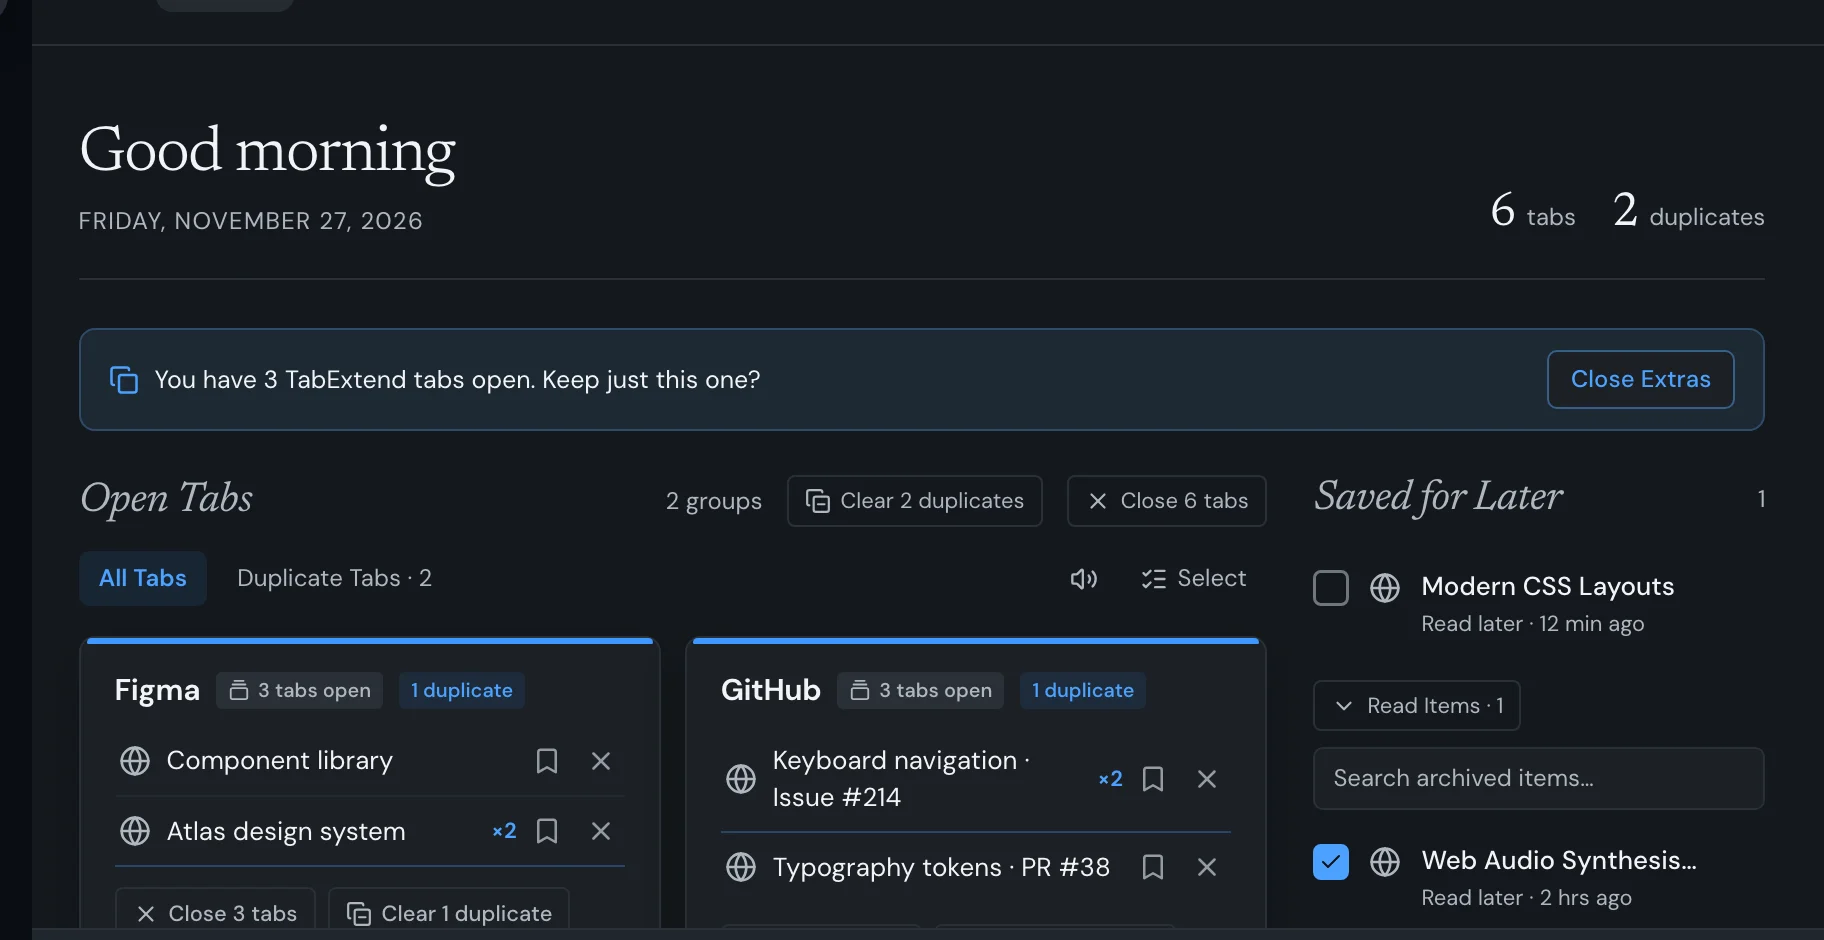 Good morning
FRIDAY, NOVEMBER 27, 2026
6 tabs 2 duplicates
You have 3 TabExtend tabs open. Keep just this one?
Close Extras
Open Tabs
2 groups
Clear 2 duplicates
Close 6 tabs
All Tabs
Duplicate Tabs · 2
Select
Figma
3 tabs open
1 duplicate
Component library
Atlas design system
×2
Close 3 tabs
Clear 1 duplicate
GitHub
3 tabs open
1 duplicate
Keyboard navigation ·
Issue #214
×2
Typography tokens · PR #38
Saved for Later
1
Modern CSS Layouts
Read later · 12 min ago
Read Items · 1
Search archived items...
Web Audio Synthesis...
Read later · 2 hrs ago